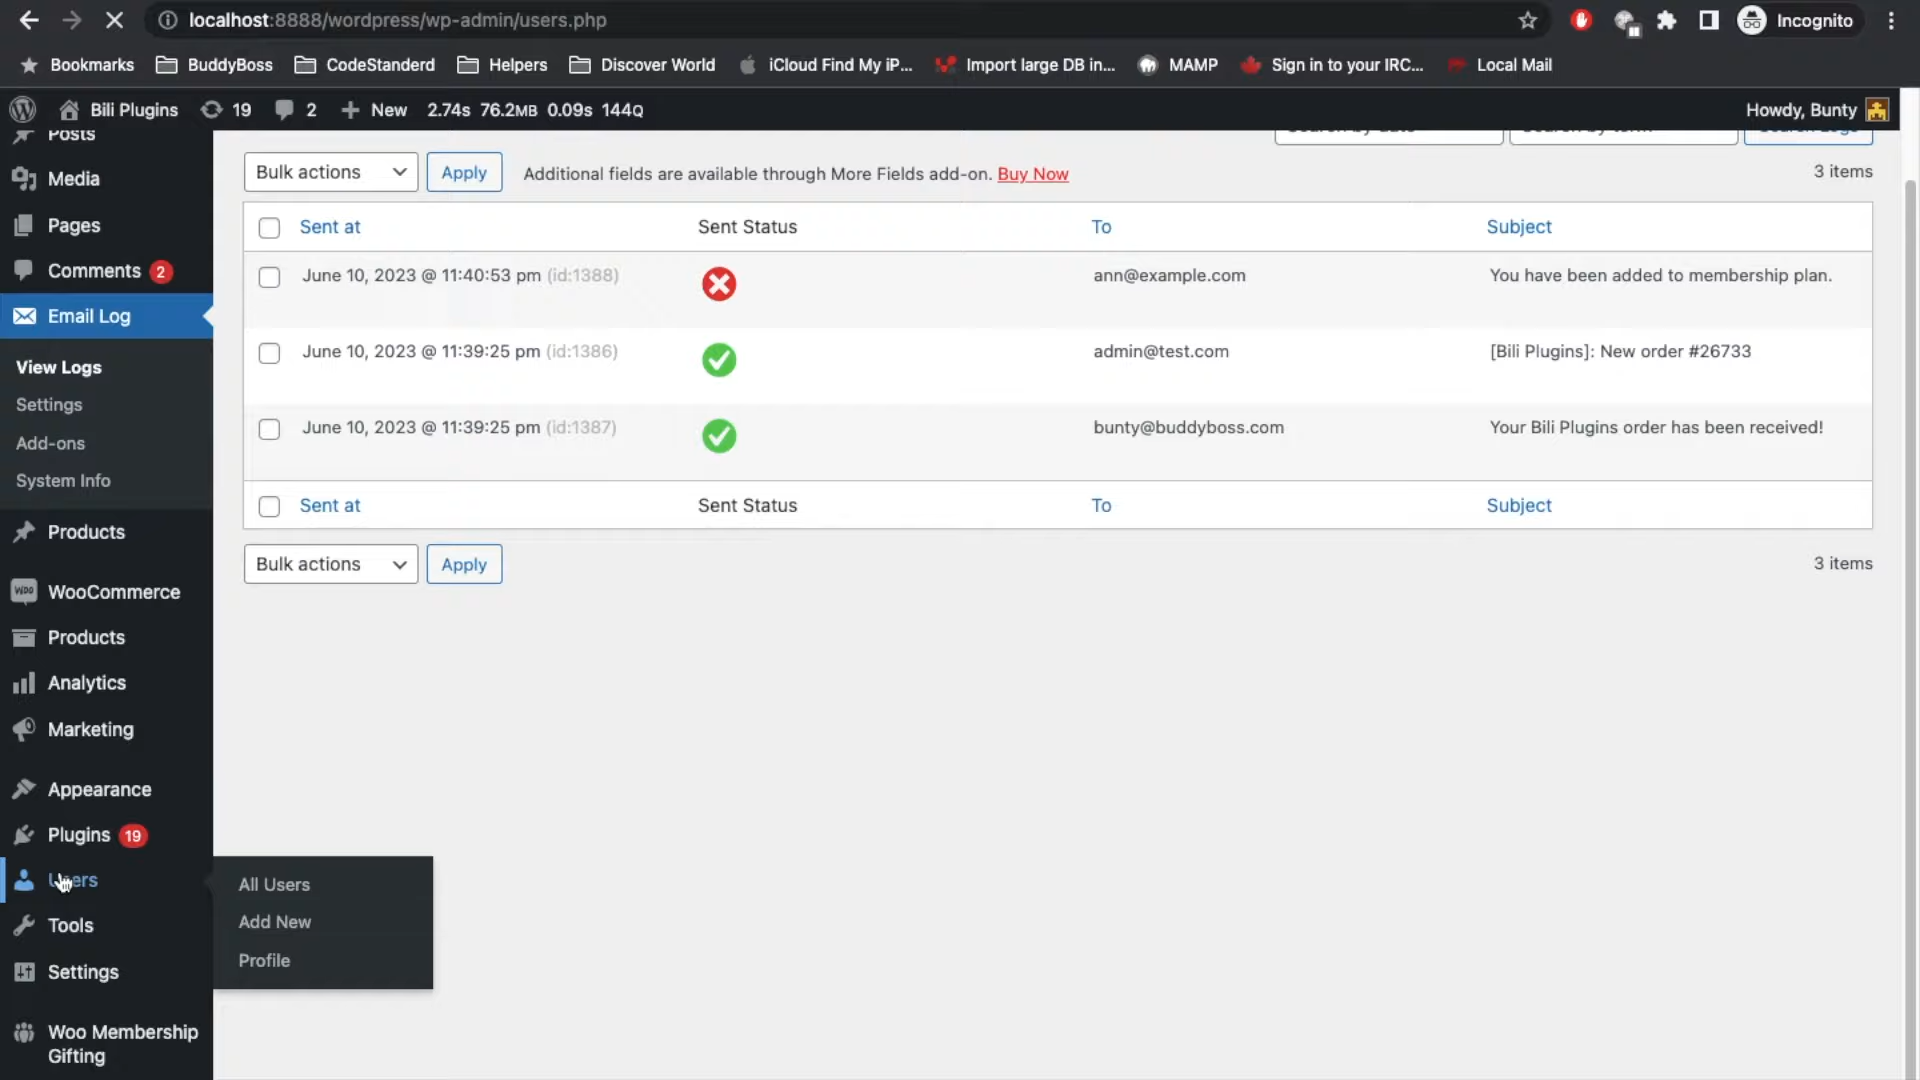 localhost:8888/wordpress/wp-admin/users.php
Incognito
Bookmarks BuddyBoss CodeStanderd Helpers Discover World iCloud Find My iP... Import large DB in... MAMP Sign in to your IRC... Local Mail
Bili Plugins 19 2 New 2.74s 76.2MB 0.09s 144Q
Howdy, Bunty
Posts
Media
Pages
Comments 2
Email Log
View Logs
Settings
Add-ons
System Info
Products
WooCommerce
Products
Analytics
Marketing
Appearance
Plugins 19
Users
Tools
Settings
Woo Membership
Gifting
All Users
Add New
Profile
Bulk actions Apply Additional fields are available through More Fields add-on. Buy Now 3 items
Sent at Sent Status To Subject
June 10, 2023 @ 11:40:53 pm (id:1388) ann@example.com You have been added to membership plan.
June 10, 2023 @ 11:39:25 pm (id:1386) admin@test.com [Bili Plugins]: New order #26733
June 10, 2023 @ 11:39:25 pm (id:1387) bunty@buddyboss.com Your Bili Plugins order has been received!
Sent at Sent Status To Subject
Bulk actions Apply 3 items